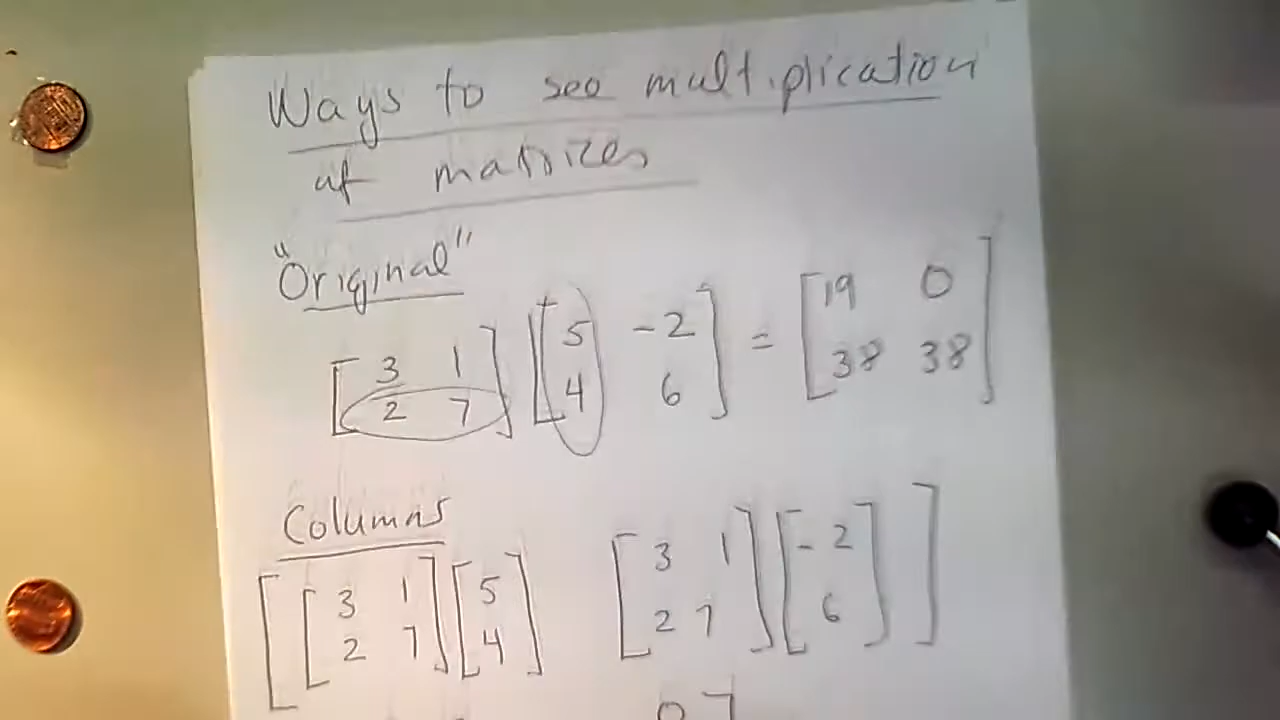 Ways to see multiplication
of matrizes
"Original"
[3 1] [5 -2] = [19 0]
[2 7] [4 6] [38 38]
Columns
[[3 1] [5] [3 1] [-2]]
[[2 7] [4] [2 7] [6]]